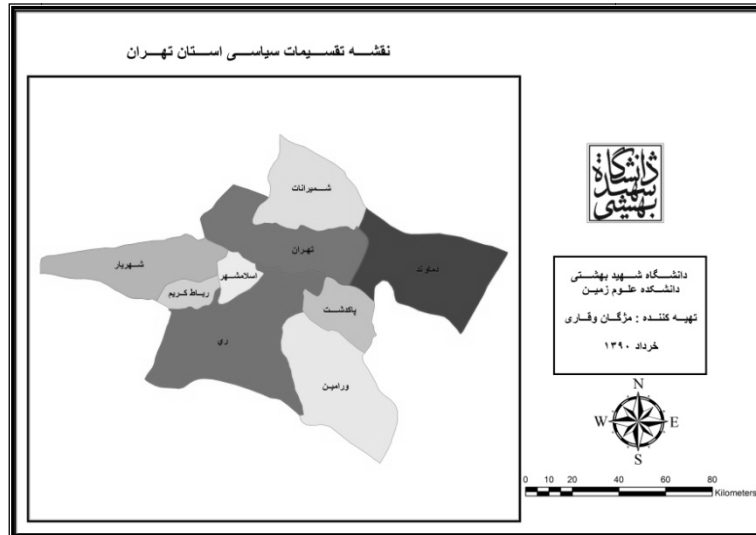 نقشه تقسیمات سیاسی استان تهران
شمیرانات
تهران
دماوند
شهریار
اسلامشهر
رباط کریم
پاکدشت
ری
ورامین
دانشگاه شهید بهشتی
دانشگاه شهید بهشتی
دانشکده علوم زمین
تهیه کننده : مژگان وقاری
خرداد ۱۳۹۰
N
W E
S
0 10 20 40 60 80
Kilometers